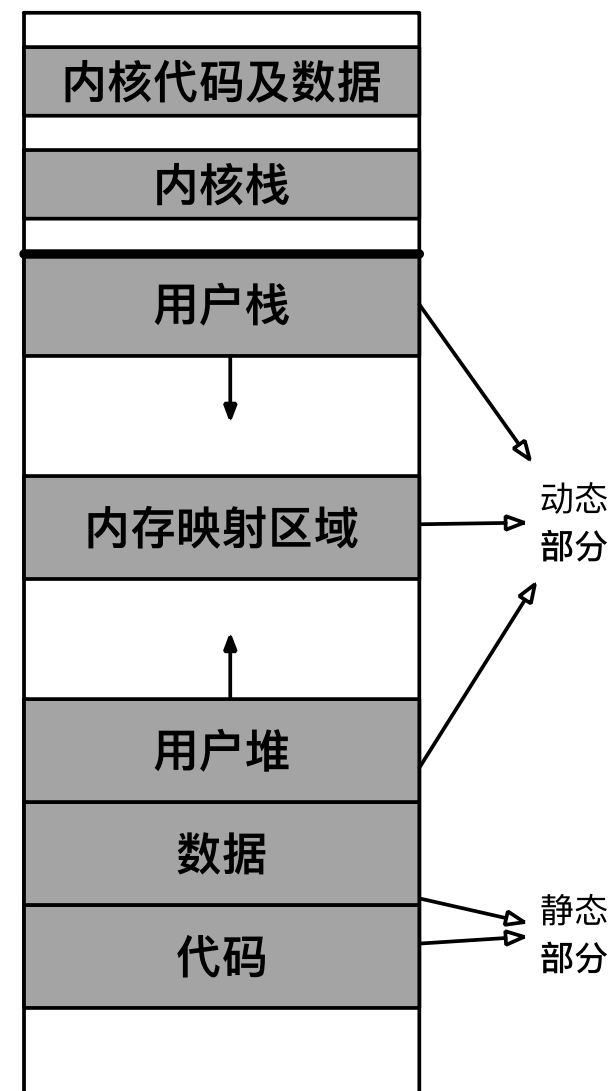 内核代码及数据
内核栈
用户栈
动态
部分
内存映射区域
用户堆
数据
静态
部分
代码